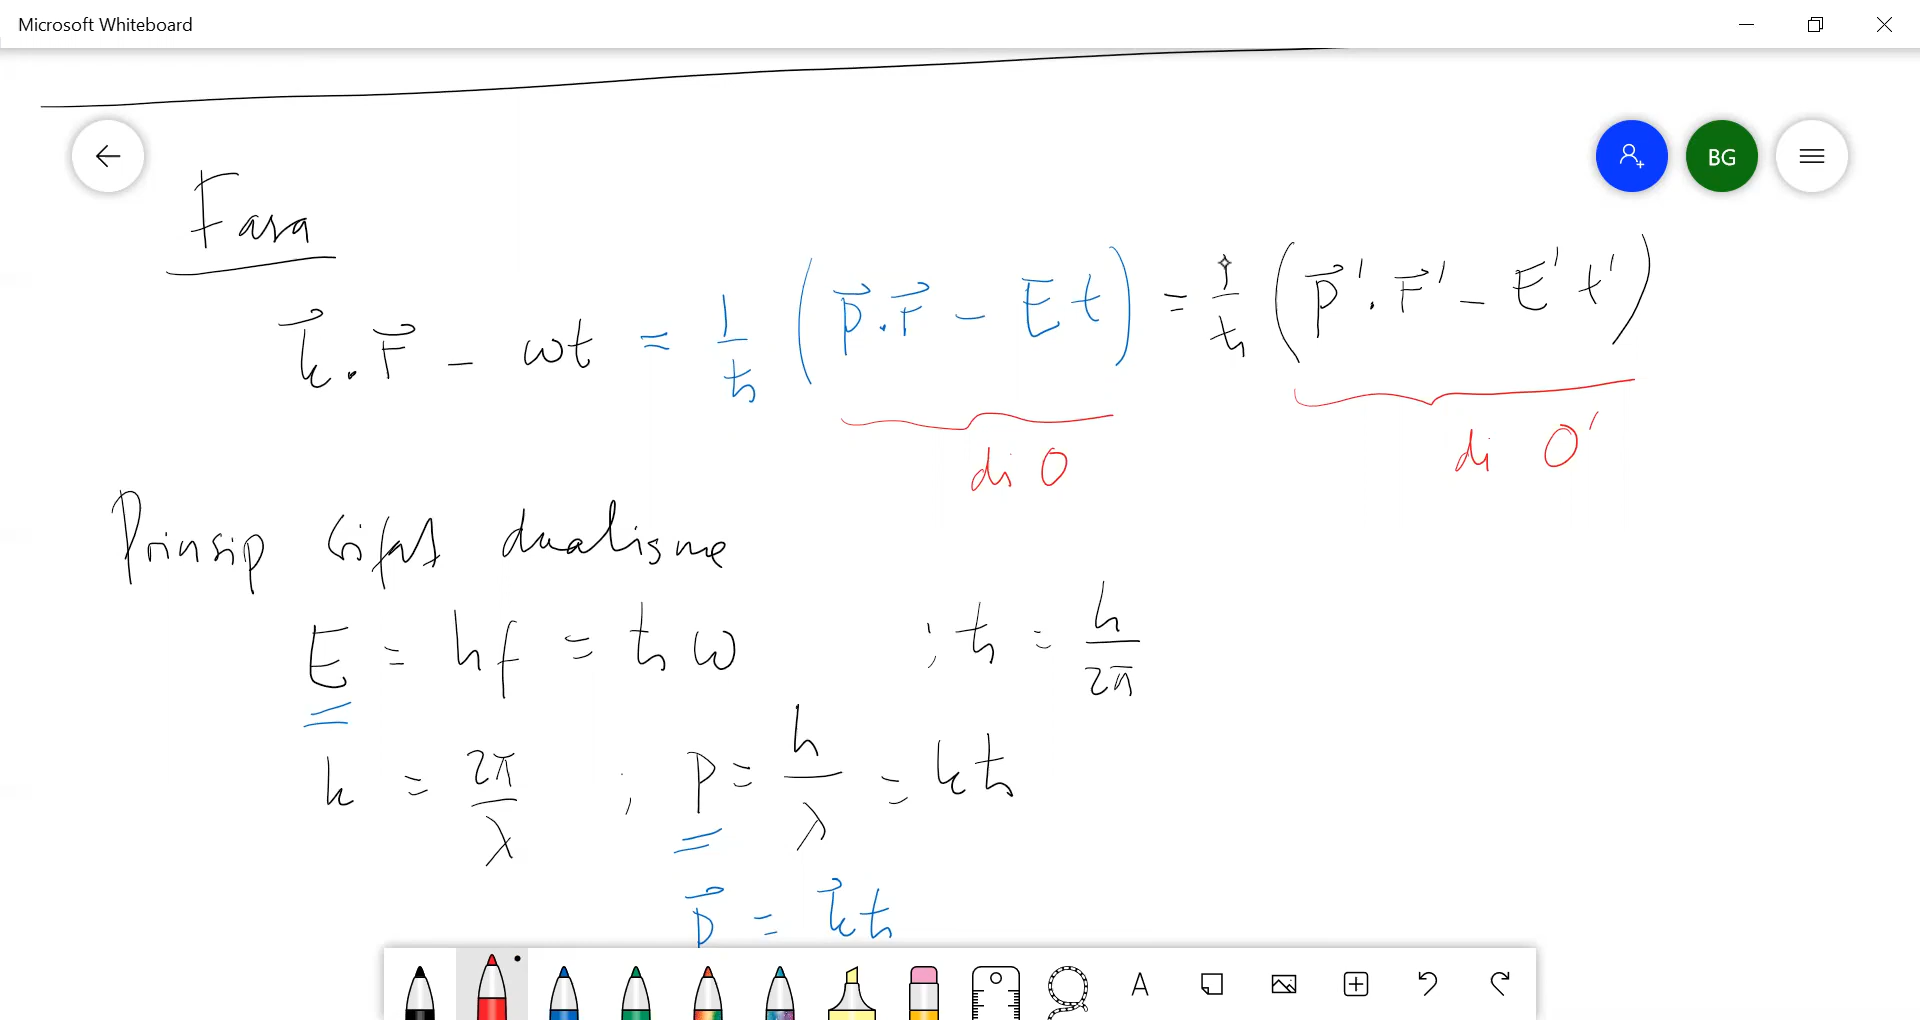 Microsoft Whiteboard
BG
Fasa
k⃗ . r⃗ - ωt = 1/ħ (p⃗ . r⃗ - Et) = 1/ħ (p⃗' . r⃗' - E't')
di O di O'
Prinsip sifat dualisme
E = hf = ħω ; ħ = h/2π
k = 2π/λ ; p = h/λ = kħ
p⃗ = k⃗ħ
A